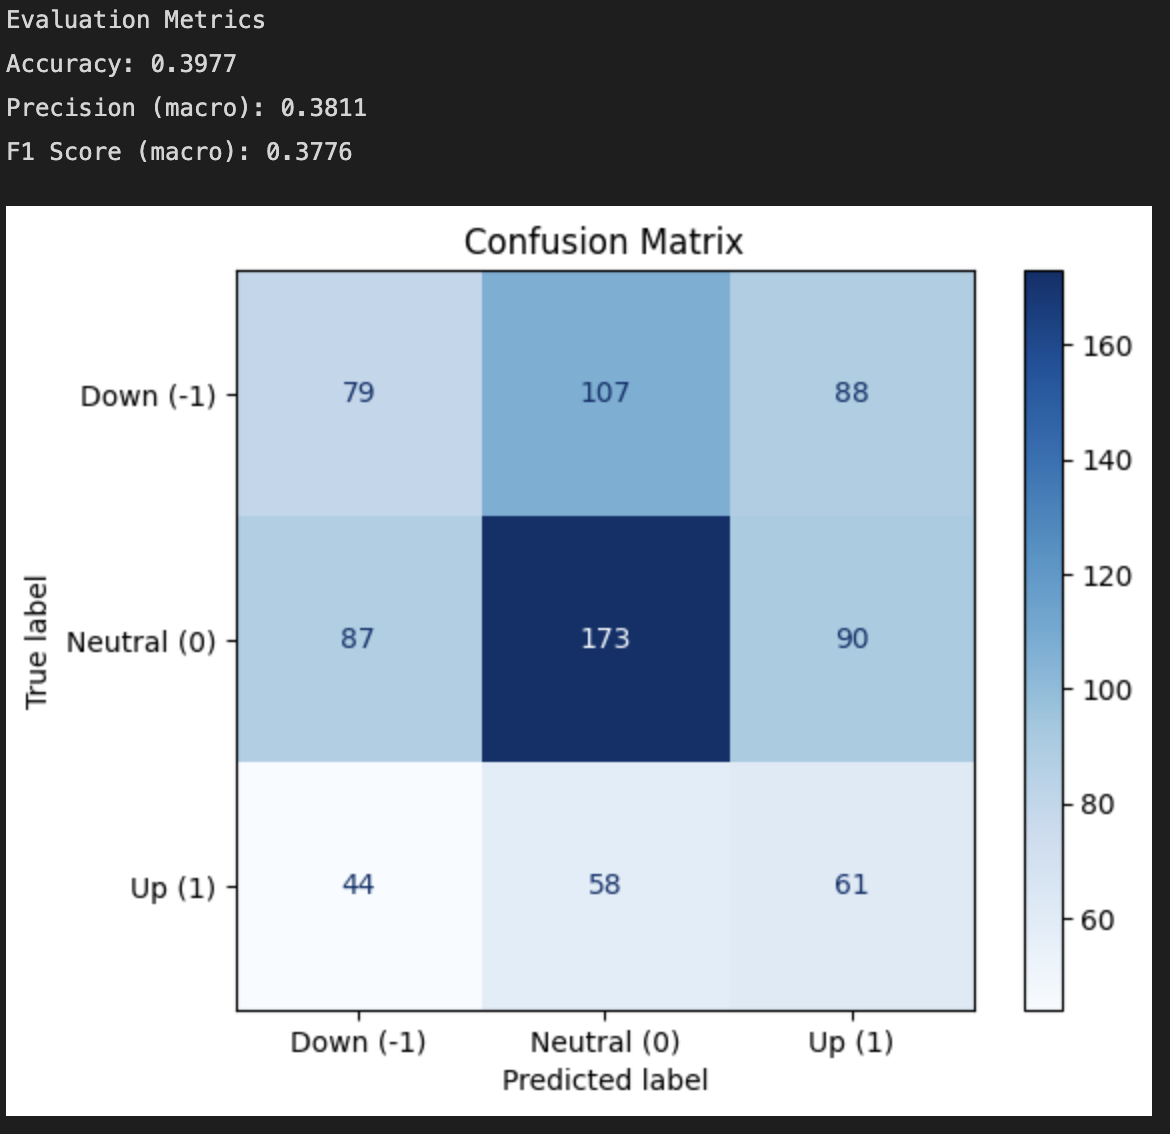 Evaluation Metrics
Accuracy: 0.3977
Precision (macro): 0.3811
F1 Score (macro): 0.3776
Confusion Matrix
Down (-1) 79 107 88
Neutral (0) 87 173 90
Up (1) 44 58 61
Down (-1) Neutral (0) Up (1)
Predicted label
True label
160
140
120
100
80
60